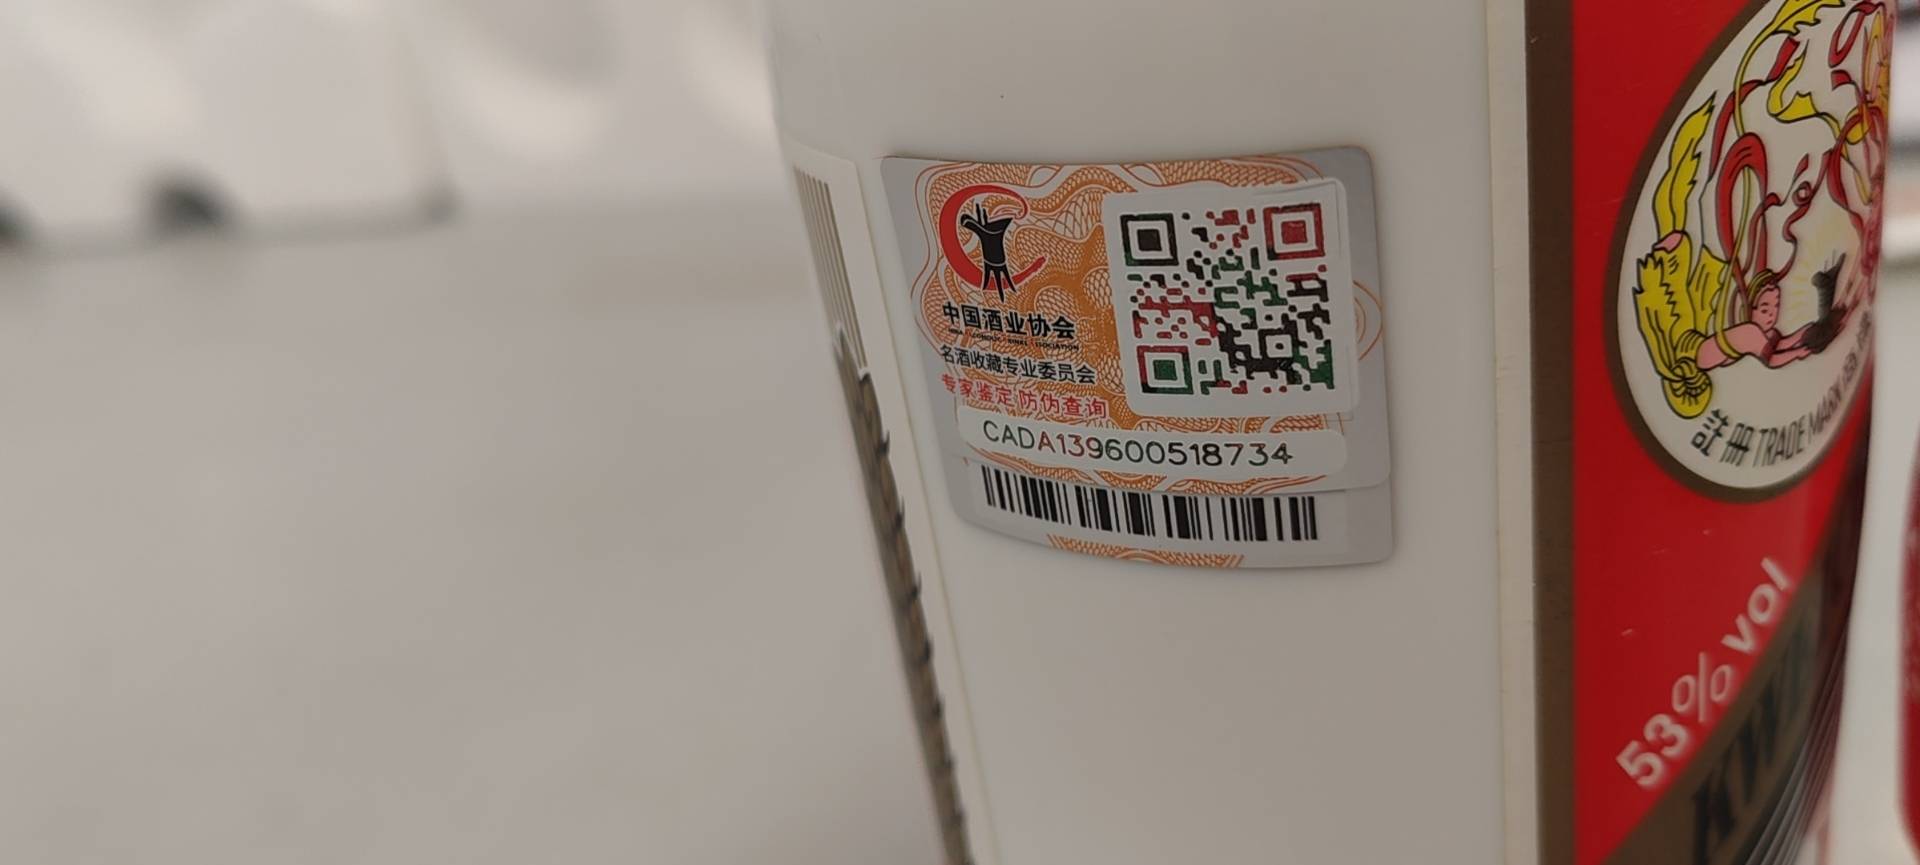 中国酒业协会
名酒收藏专业委员会
专家鉴定 防伪查询
CADA139600518734
註册 TRADE MARK
53% vol
KWE